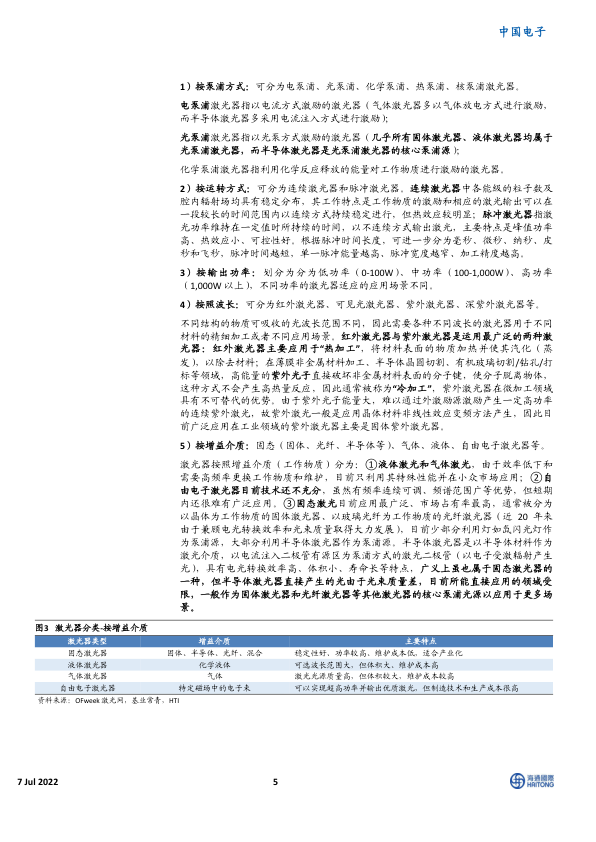 中国电子
1）按泵浦方式：可分为电泵浦、光泵浦、化学泵浦、热泵浦、核泵浦激光器。
电泵浦激光器指以电流方式激励的激光器（气体激光器多以气体放电方式进行激励，
而半导体激光器多采用电流注入方式进行激励）；
光泵浦激光器指以光泵方式激励的激光器（几乎所有固体激光器、液体激光器均属于
光泵浦激光器，而半导体激光器是光泵浦激光器的核心泵浦源）；
化学泵浦激光器指利用化学反应释放的能量对工作物质进行激励的激光器。
2）按运转方式：可分为连续激光器和脉冲激光器。连续激光器中各能级的粒子数及
腔内辐射场均具有稳定分布，其工作特点是工作物质的激励和相应的激光输出可以在
一段较长的时间范围内以连续方式持续稳定进行，但热效应较明显；脉冲激光器指激
光功率维持在一定值时所持续的时间，以不连续方式输出激光，主要特点是峰值功率
高、热效应小、可控性好。根据脉冲时间长度，可进一步分为毫秒、微秒、纳秒、皮
秒和飞秒，脉冲时间越短，单一脉冲能量越高、脉冲宽度越窄、加工精度越高。
3）按输出功率：划分为分为低功率（0-100W）、中功率（100-1,000W）、高功率
（1,000W 以上），不同功率的激光器适应的应用场景不同。
4）按照波长：可分为红外激光器、可见光激光器、紫外激光器、深紫外激光器等。
不同结构的物质可吸收的光波长范围不同，因此需要各种不同波长的激光器用于不同
材料的精细加工或者不同应用场景。红外激光器与紫外激光器是运用最广泛的两种激
光器：红外激光器主要应用于“热加工”，将材料表面的物质加热并使其汽化（蒸
发），以除去材料；在薄膜非金属材料加工、半导体晶圆切割、有机玻璃切割/钻孔/打
标等领域，高能量的紫外光子直接破坏非金属材料表面的分子键，使分子脱离物体，
这种方式不会产生高热量反应，因此通常被称为“冷加工”，紫外激光器在微加工领域
具有不可替代的优势。由于紫外光子能量大，难以通过外激励源激励产生一定高功率
的连续紫外激光，故紫外激光一般是应用晶体材料非线性效应变频方法产生，因此目
前广泛应用在工业领域的紫外激光器主要是固体紫外激光器。
5）按增益介质：固态（固体、光纤、半导体等）、气体、液体、自由电子激光器等。
激光器按照增益介质（工作物质）分为：①液体激光和气体激光，由于效率低下和
需要高频率更换工作物质和维护，目前只利用其特殊性能并在小众市场应用；②自
由电子激光器目前技术还不充分，虽然有频率连续可调、频谱范围广等优势，但短期
内还很难有广泛应用。③固态激光目前应用最广泛、市场占有率最高，通常被分为
以晶体为工作物质的固体激光器，以玻璃光纤为工作物质的光纤激光器（近 20 年来
由于兼顾电光转换效率和光束质量取得大力发展）。目前少部分利用灯如氙闪光灯作
为泵浦源，大部分利用半导体激光器作为泵浦源。半导体激光器是以半导体材料作为
激光介质，以电流注入二极管有源区为泵浦方式的激光二极管（以电子受激辐射产生
光），具有电光转换效率高、体积小、寿命长等特点，广义上虽也属于固态激光器的
一种，但半导体激光器直接产生的光由于光束质量差，目前所能直接应用的领域受
限，一般作为固体激光器和光纤激光器等其他激光器的核心泵浦光源以应用于更多场
景。
图3 激光器分类-按增益介质
激光器类型 增益介质 主要特点
固态激光器 固体、半导体、光纤、混合 稳定性好、功率较高、维护成本低，适合产业化
液体激光器 化学液体 可选波长范围大，但体积大、维护成本高
气体激光器 气体 激光光源质量高，但体积较大、维护成本较高
自由电子激光器 特定磁场中的电子束 可以实现超高功率并输出优质激光，但制造技术和生产成本很高
资料来源：OFweek 激光网，基业常青，HTI
7 Jul 2022 5 海通國際
HAITONG